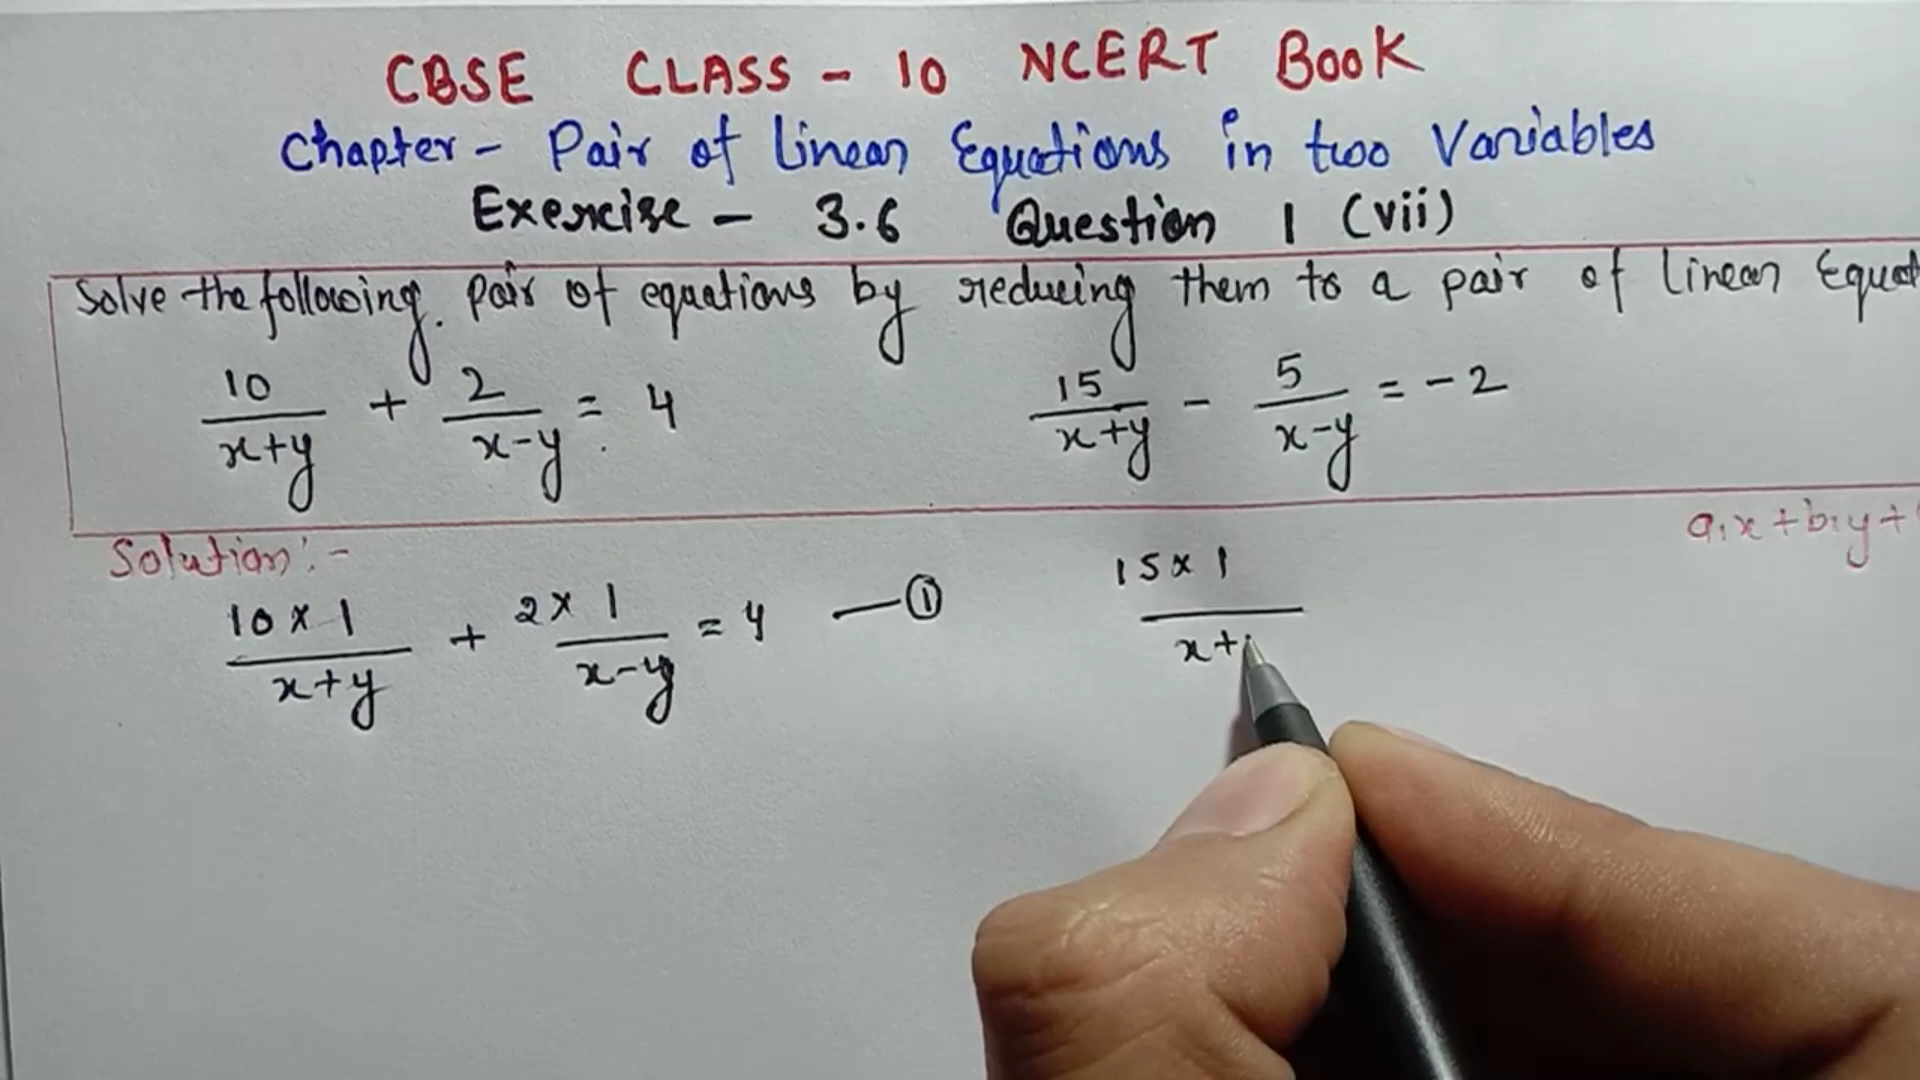 CBSE CLASS - 10 NCERT Book
Chapter - Pair of Linear Equations in two Variables
Exercise - 3.6 Question 1 (vii)
Solve the following. pair of equations by reducing them to a pair of linear Equat
10/x+y + 2/x-y = 4 15/x+y - 5/x-y = -2
a₁x+b₁y+
Solution:-
10×1/x+y + 2×1/x-y = 4 —① 15×1/x+